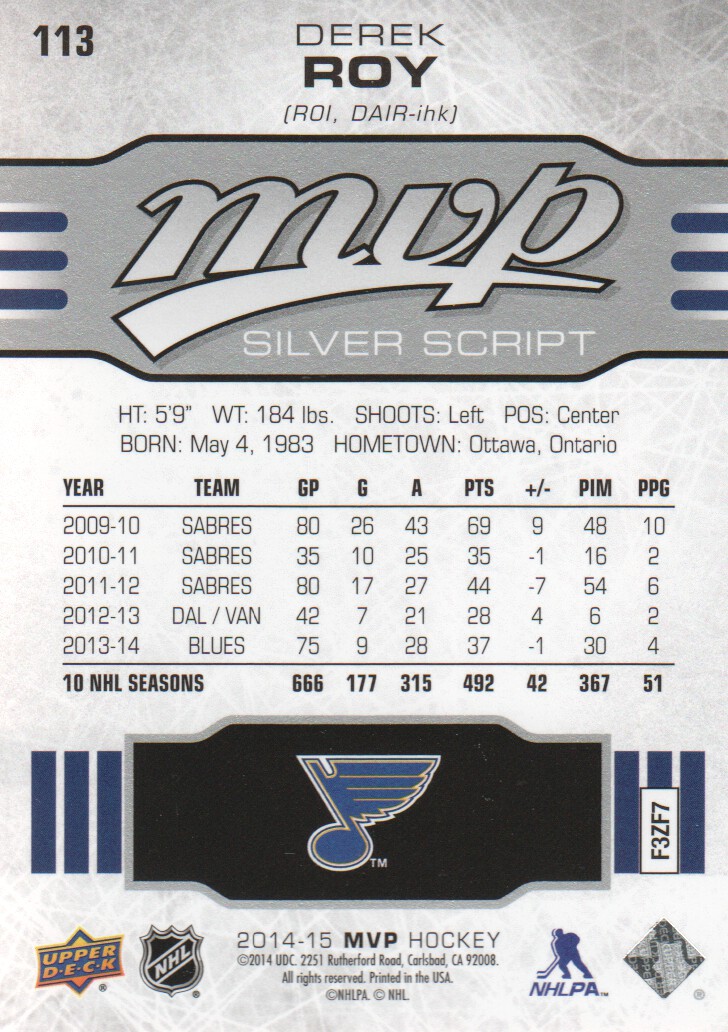 113
DEREK
ROY
(ROI, DAIR-ihk)
mvp
SILVER SCRIPT
HT: 5'9" WT: 184 lbs. SHOOTS: Left POS: Center
BORN: May 4, 1983 HOMETOWN: Ottawa, Ontario
YEAR TEAM GP G A PTS +/- PIM PPG
2009-10 SABRES 80 26 43 69 9 48 10
2010-11 SABRES 35 10 25 35 -1 16 2
2011-12 SABRES 80 17 27 44 -7 54 6
2012-13 DAL / VAN 42 7 21 28 4 6 2
2013-14 BLUES 75 9 28 37 -1 30 4
10 NHL SEASONS 666 177 315 492 42 367 51
TM
F3ZF7
UPPER
D·E·C·K
®
NHL
®
2014-15 MVP HOCKEY
©2014 UDC. 2251 Rutherford Road, Carlsbad, CA 92008.
All rights reserved. Printed in the USA.
©NHLPA. © NHL.
NHLPA™